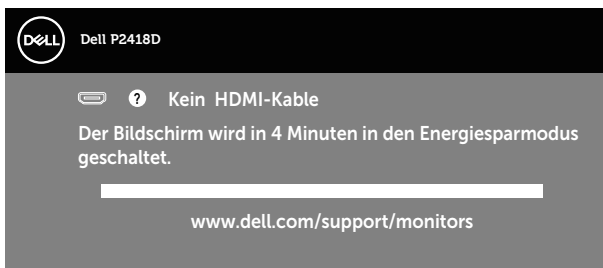 DELL
Dell P2418D
? Kein HDMI-Kable
Der Bildschirm wird in 4 Minuten in den Energiesparmodus
geschaltet.
www.dell.com/support/monitors